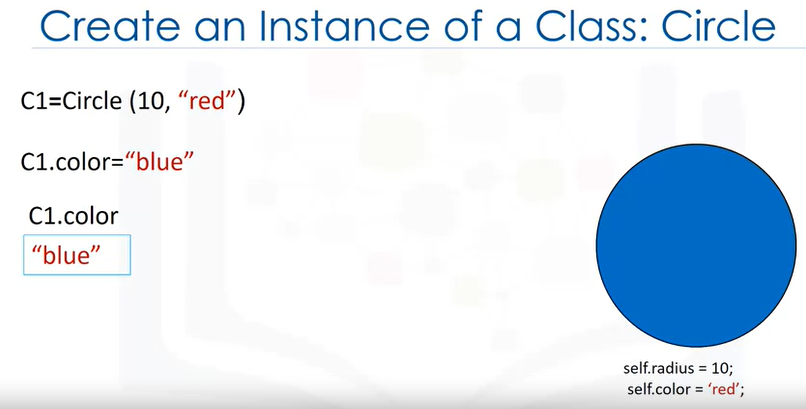 Create an Instance of a Class: Circle
C1=Circle (10, “red”)
C1.color=“blue”
C1.color
“blue”
self.radius = 10;
self.color = ‘red’;